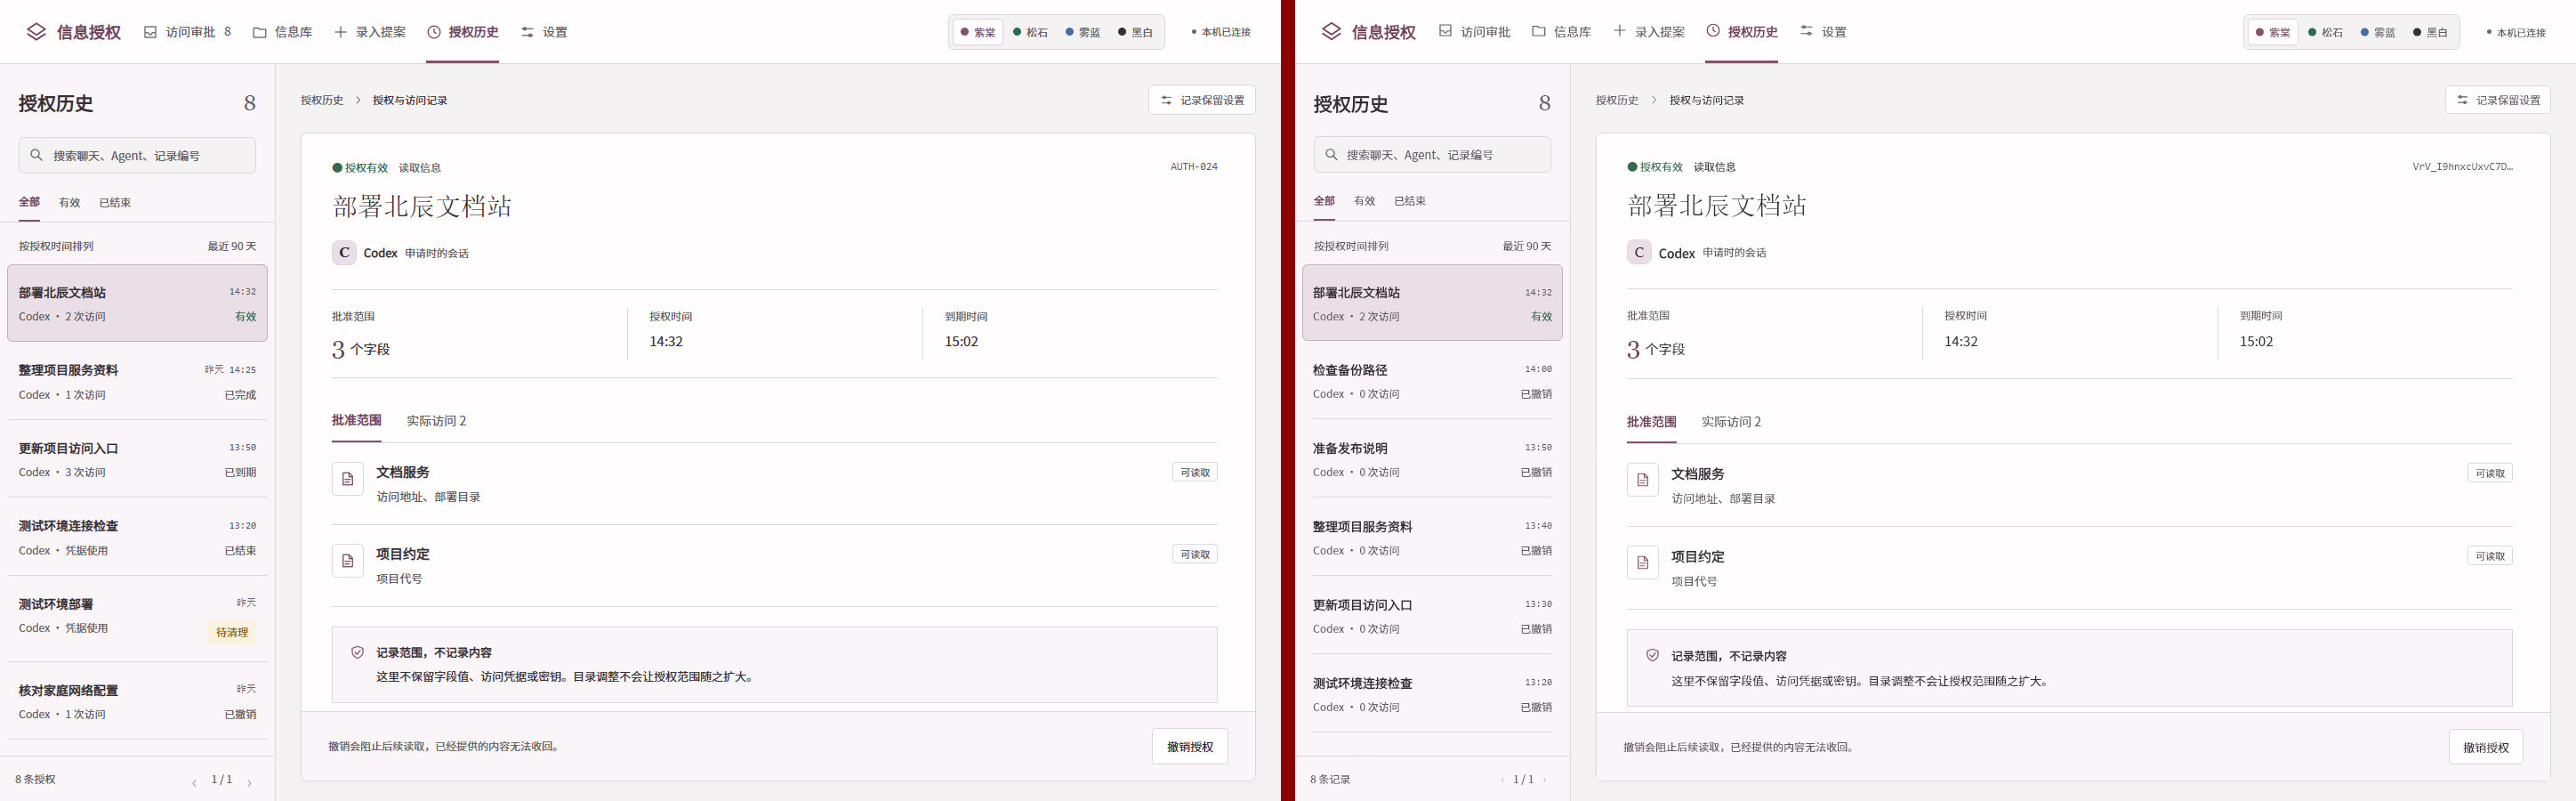 信息授权 访问审批 8 信息库 录入提案 授权历史 设置 紫棠 松石 雾蓝 黑白 本机已连接
授权历史 8
搜索聊天、Agent、记录编号
全部 有效 已结束
按授权时间排列 最近 90 天
部署北辰文档站 14:32
Codex · 2 次访问 有效
整理项目服务资料 昨天 14:25
Codex · 1 次访问 已完成
更新项目访问入口 13:50
Codex · 3 次访问 已到期
测试环境连接检查 13:20
Codex · 凭据使用 已结束
测试环境部署 昨天
Codex · 凭据使用 待清理
核对家庭网络配置 昨天
Codex · 1 次访问 已撤销
8 条授权 ‹ 1 / 1 ›
授权历史 › 授权与访问记录 记录保留设置
授权有效 读取信息 AUTH-024
部署北辰文档站
C Codex 申请时的会话
批准范围 授权时间 到期时间
3 个字段 14:32 15:02
批准范围 实际访问 2
文档服务 可读取
访问地址、部署目录
项目约定 可读取
项目代号
记录范围，不记录内容
这里不保留字段值、访问凭据或密钥。目录调整不会让授权范围随之扩大。
撤销会阻止后续读取，已经提供的内容无法收回。 撤销授权
信息授权 访问审批 信息库 录入提案 授权历史 设置 紫棠 松石 雾蓝 黑白 本机已连接
授权历史 8
搜索聊天、Agent、记录编号
全部 有效 已结束
按授权时间排列 最近 90 天
部署北辰文档站 14:32
Codex · 2 次访问 有效
检查备份路径 14:00
Codex · 0 次访问 已撤销
准备发布说明 13:50
Codex · 0 次访问 已撤销
整理项目服务资料 13:40
Codex · 0 次访问 已撤销
更新项目访问入口 13:30
Codex · 0 次访问 已撤销
测试环境连接检查 13:20
Codex · 0 次访问 已撤销
8 条记录 ‹ 1 / 1 ›
授权历史 › 授权与访问记录 记录保留设置
授权有效 读取信息 VrV_I9hnxcUxvC7D…
部署北辰文档站
C Codex 申请时的会话
批准范围 授权时间 到期时间
3 个字段 14:32 15:02
批准范围 实际访问 2
文档服务 可读取
访问地址、部署目录
项目约定 可读取
项目代号
记录范围，不记录内容
这里不保留字段值、访问凭据或密钥。目录调整不会让授权范围随之扩大。
撤销会阻止后续读取，已经提供的内容无法收回。 撤销授权